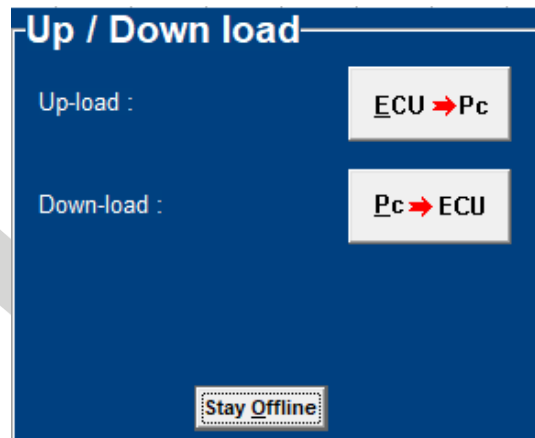 Up / Down load
Up-load :
ECU ➡ Pc
Down-load :
Pc ➡ ECU
Stay Offline